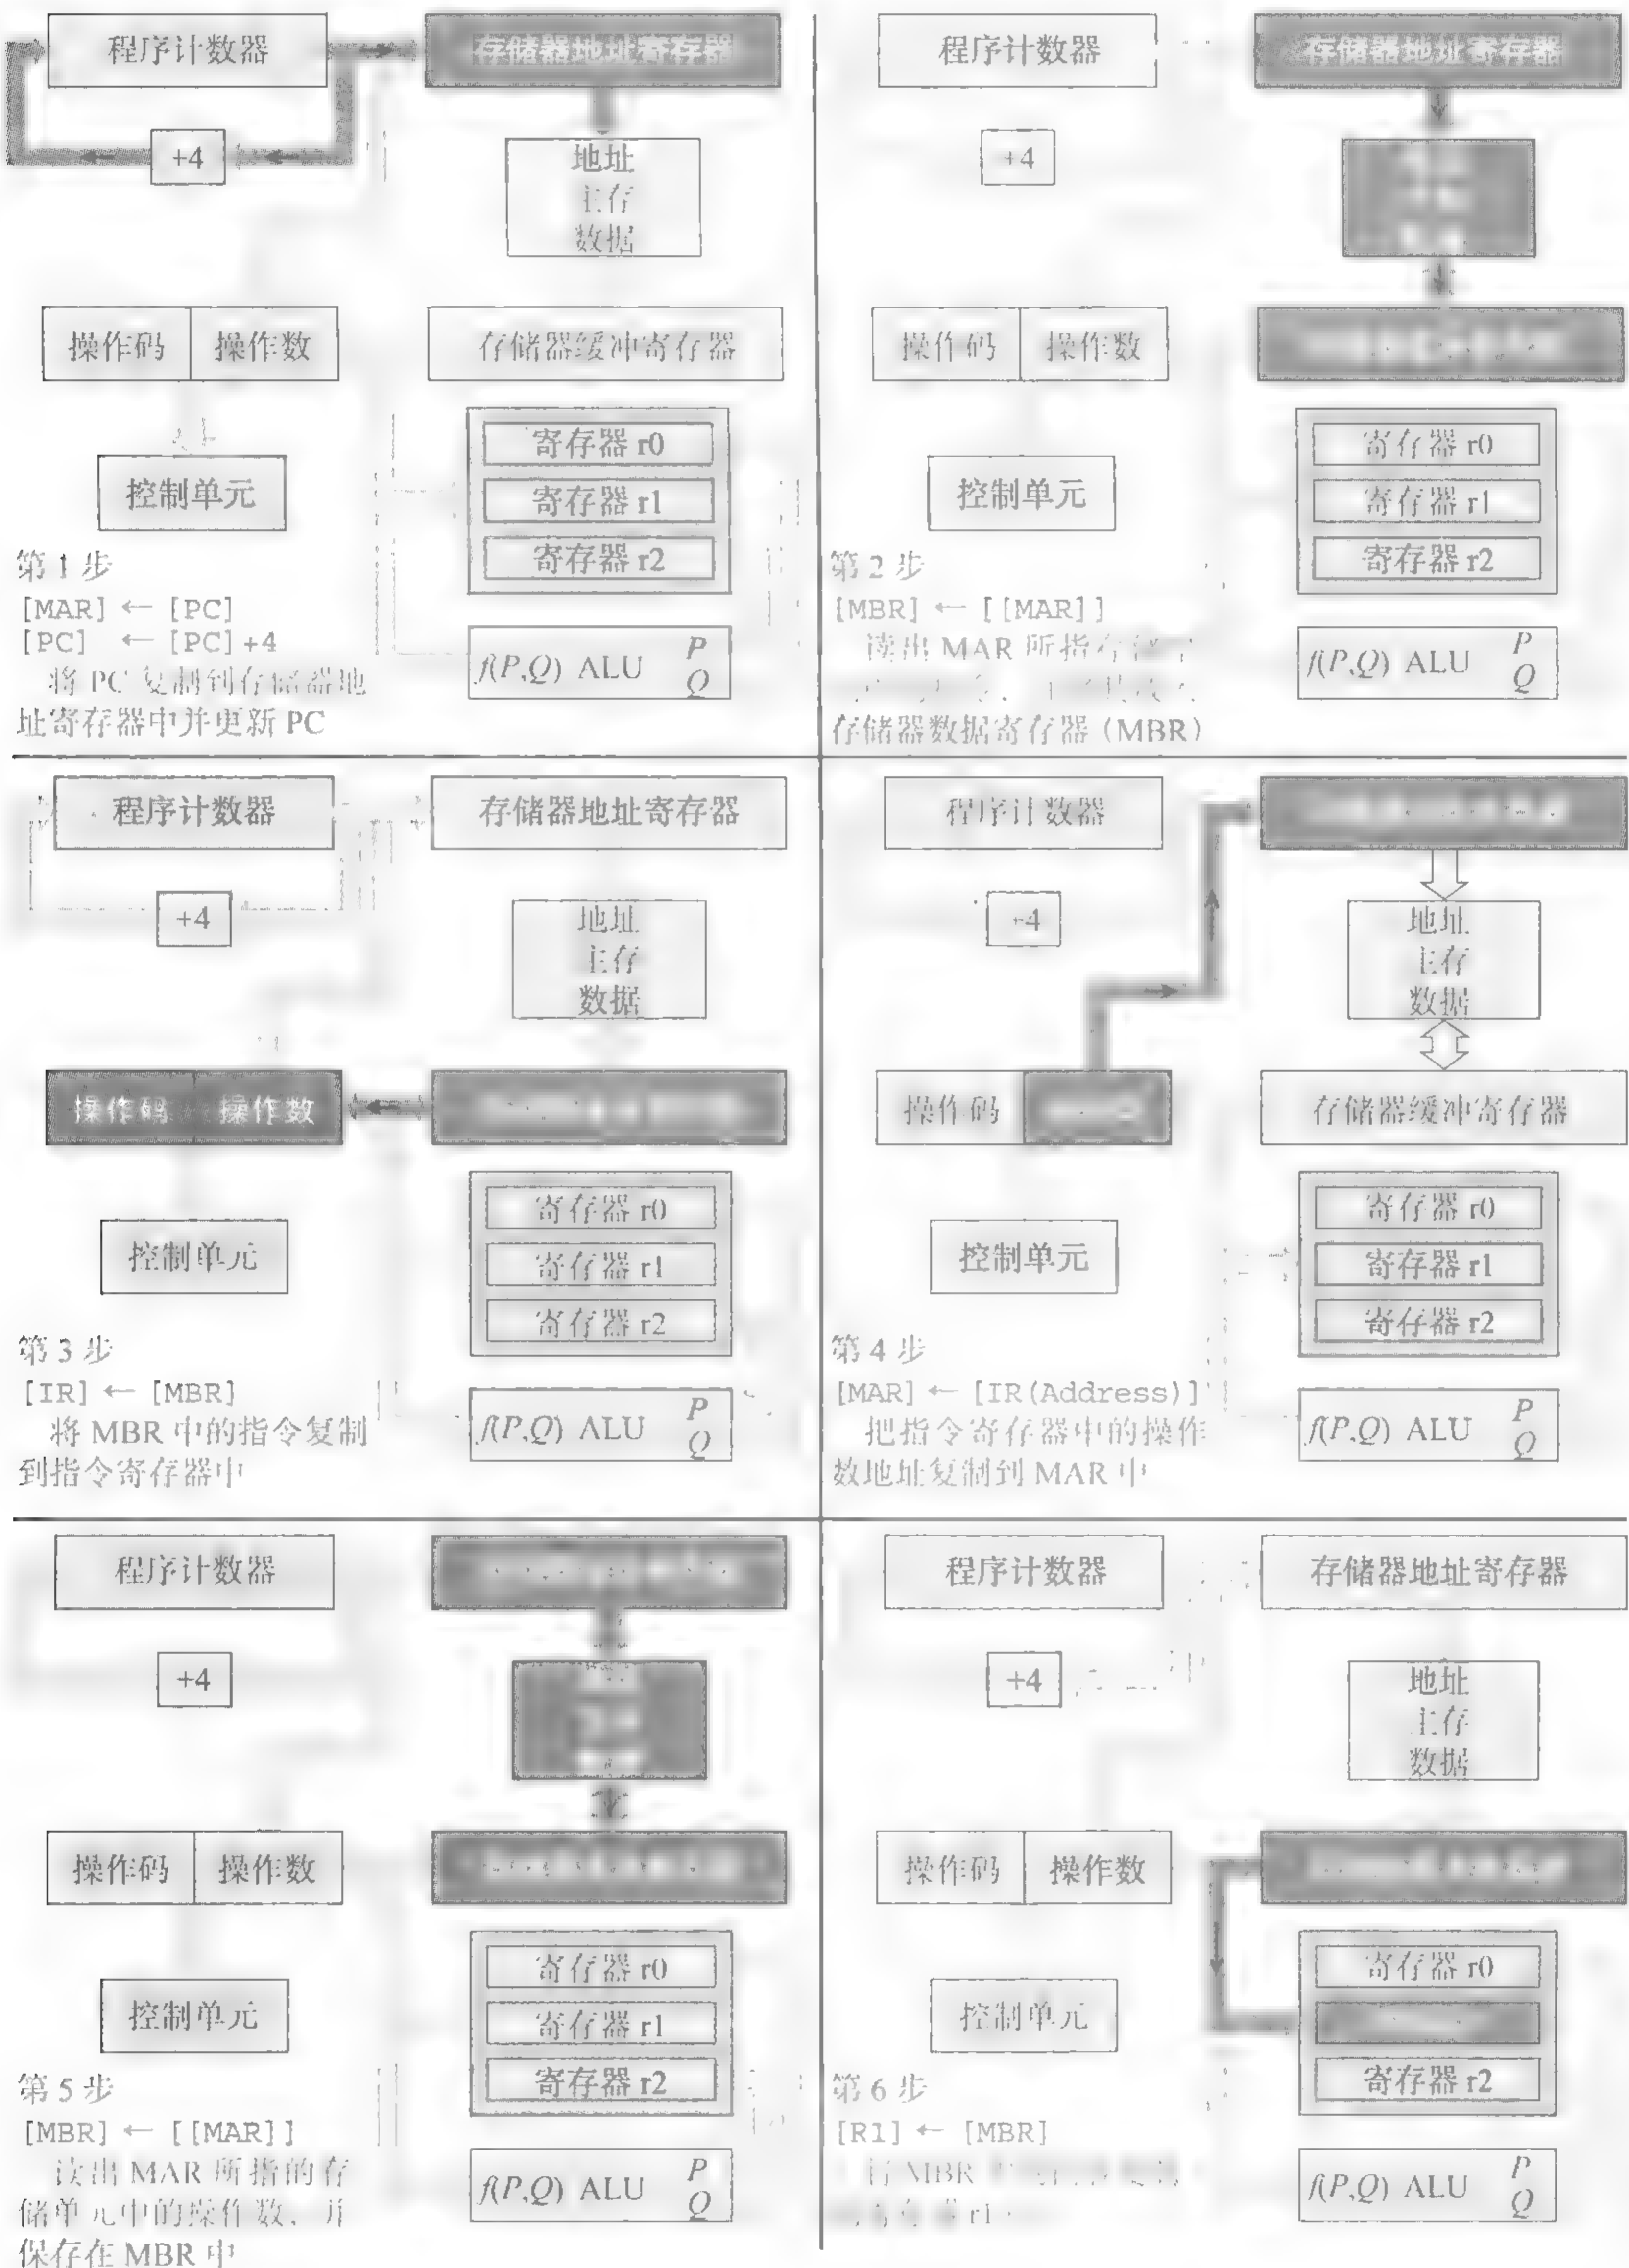 程序计数器
存储器地址寄存器
+4
地址
主存
数据
操作码 操作数
存储器缓冲寄存器
控制单元
寄存器 r0
寄存器 r1
寄存器 r2
f(P,Q) ALU P
Q
第 1 步
[MAR] ← [PC]
[PC] ← [PC]+4
将 PC 复制到存储器地
址寄存器中并更新 PC
程序计数器
存储器地址寄存器
+4
操作码 操作数
控制单元
寄存器 r0
寄存器 r1
寄存器 r2
f(P,Q) ALU P
Q
第 2 步
[MBR] ← [[MAR]]
读出 MAR 所指
存储器数据寄存器 (MBR)
程序计数器
存储器地址寄存器
+4
地址
主存
数据
操作码 操作数
控制单元
寄存器 r0
寄存器 r1
寄存器 r2
f(P,Q) ALU P
Q
第 3 步
[IR] ← [MBR]
将 MBR 中的指令复制
到指令寄存器中
程序计数器
+4
地址
主存
数据
操作码
存储器缓冲寄存器
控制单元
寄存器 r0
寄存器 r1
寄存器 r2
f(P,Q) ALU P
Q
第 4 步
[MAR] ← [IR(Address)]
把指令寄存器中的操作
数地址复制到 MAR 中
程序计数器
+4
操作码 操作数
控制单元
寄存器 r0
寄存器 r1
寄存器 r2
f(P,Q) ALU P
Q
第 5 步
[MBR] ← [[MAR]]
读出 MAR 所指的存
储单元中的操作数，并
保存在 MBR 中
程序计数器
存储器地址寄存器
+4
地址
主存
数据
操作码 操作数
控制单元
寄存器 r0
寄存器 r2
f(P,Q) ALU P
Q
第 6 步
[R1] ← [MBR]
MBR
r1